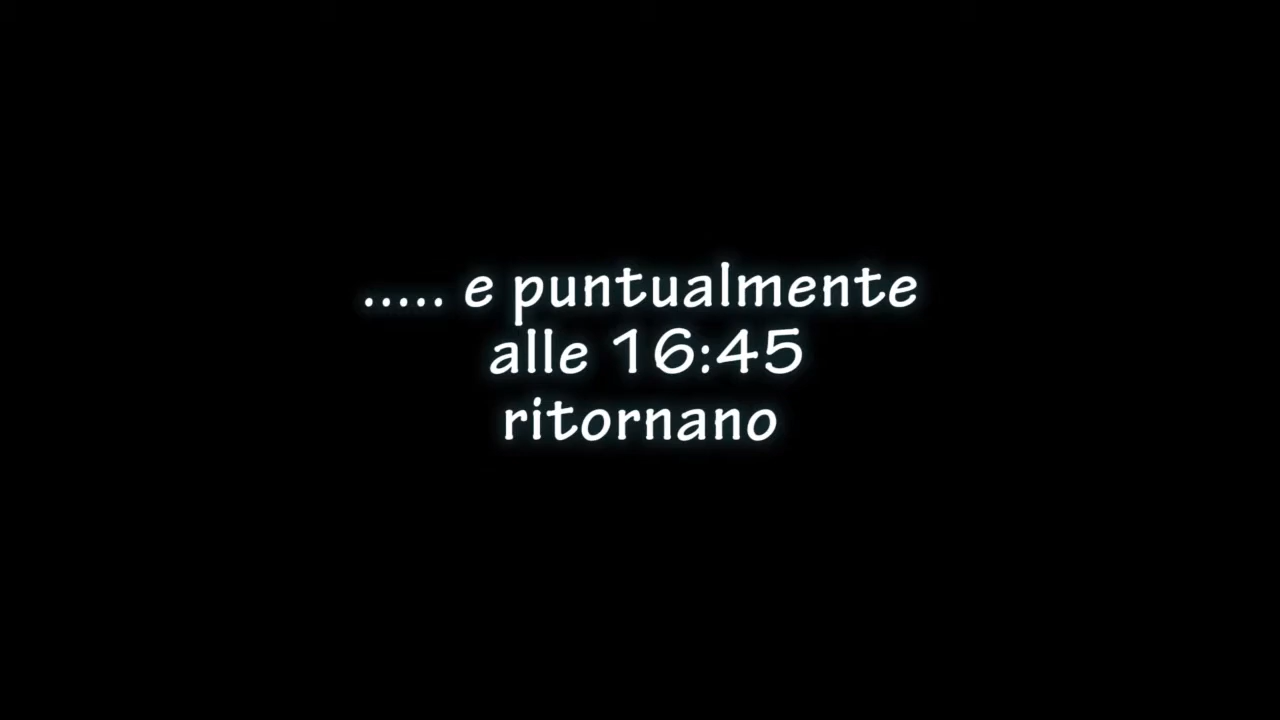 ..... e puntualmente
alle 16:45
ritornano